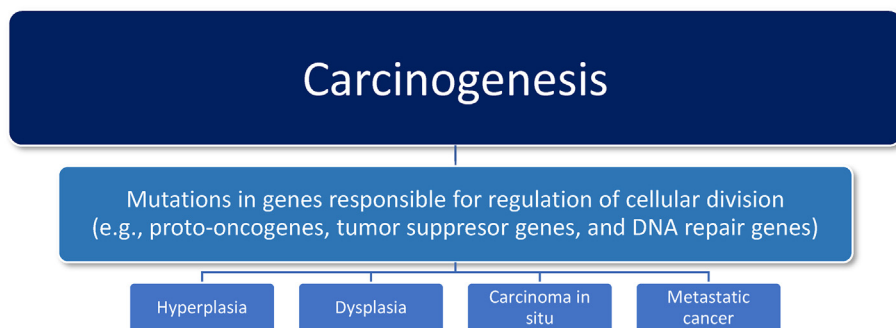 Carcinogenesis
Mutations in genes responsible for regulation of cellular division
(e.g., proto-oncogenes, tumor suppresor genes, and DNA repair genes)
Hyperplasia
Dysplasia
Carcinoma in
situ
Metastatic
cancer